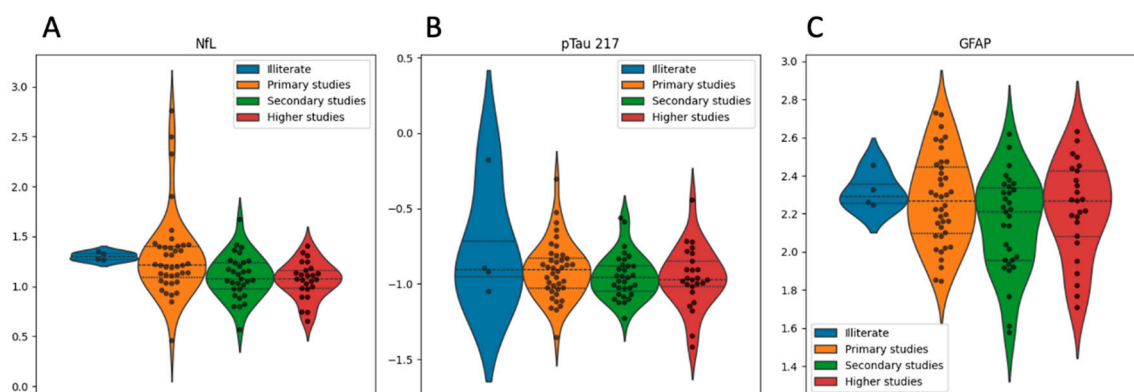 A
NfL
Illiterate
Primary studies
Secondary studies
Higher studies
3.0
2.5
2.0
1.5
1.0
0.5
0.0
B
pTau 217
Illiterate
Primary studies
Secondary studies
Higher studies
0.5
0.0
−0.5
−1.0
−1.5
C
GFAP
3.0
2.8
2.6
2.4
2.2
2.0
1.8
1.6
1.4
Illiterate
Primary studies
Secondary studies
Higher studies